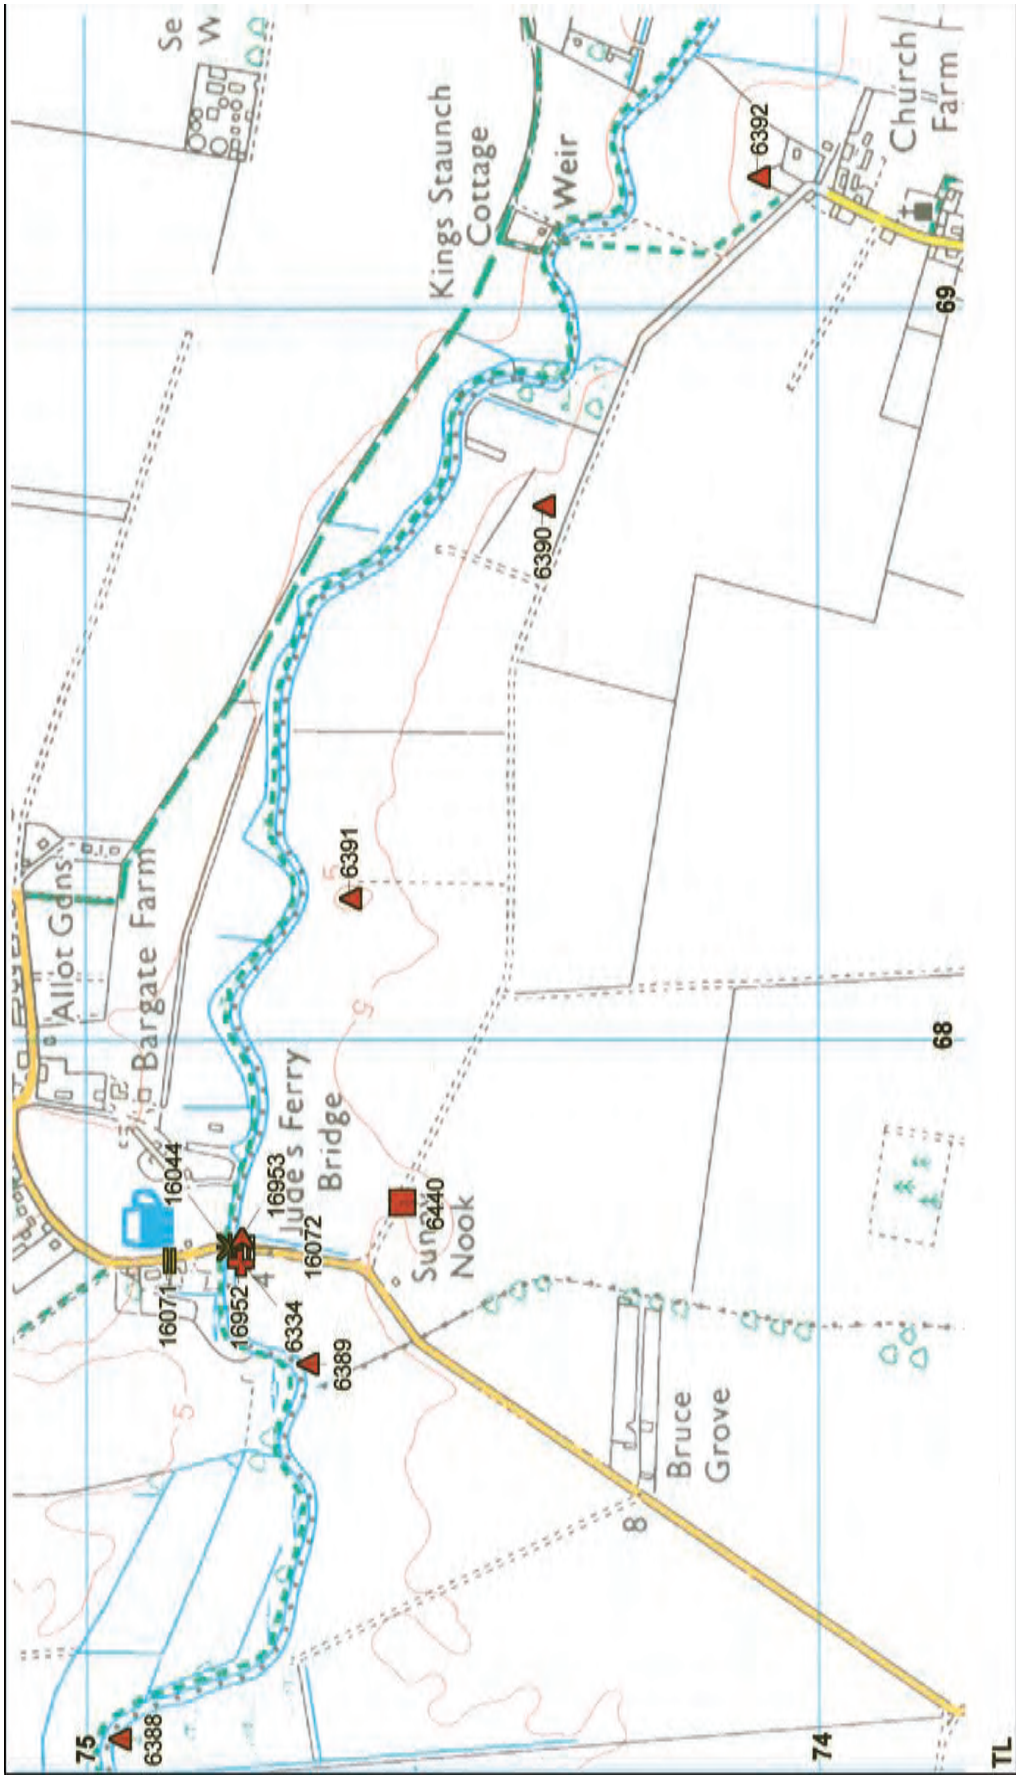 Se
W
Kings Staunch
Cottage
Weir
6392
Church
Farm
69
6390
6391
5
Allot Gdns
Bargate Farm
5
68
Jude's Ferry
Bridge
16044
16953
16072
6440
Sunny
Nook
16071
16952
4
6334
6389
5
Bruce
Grove
8
75
6388
74
TL